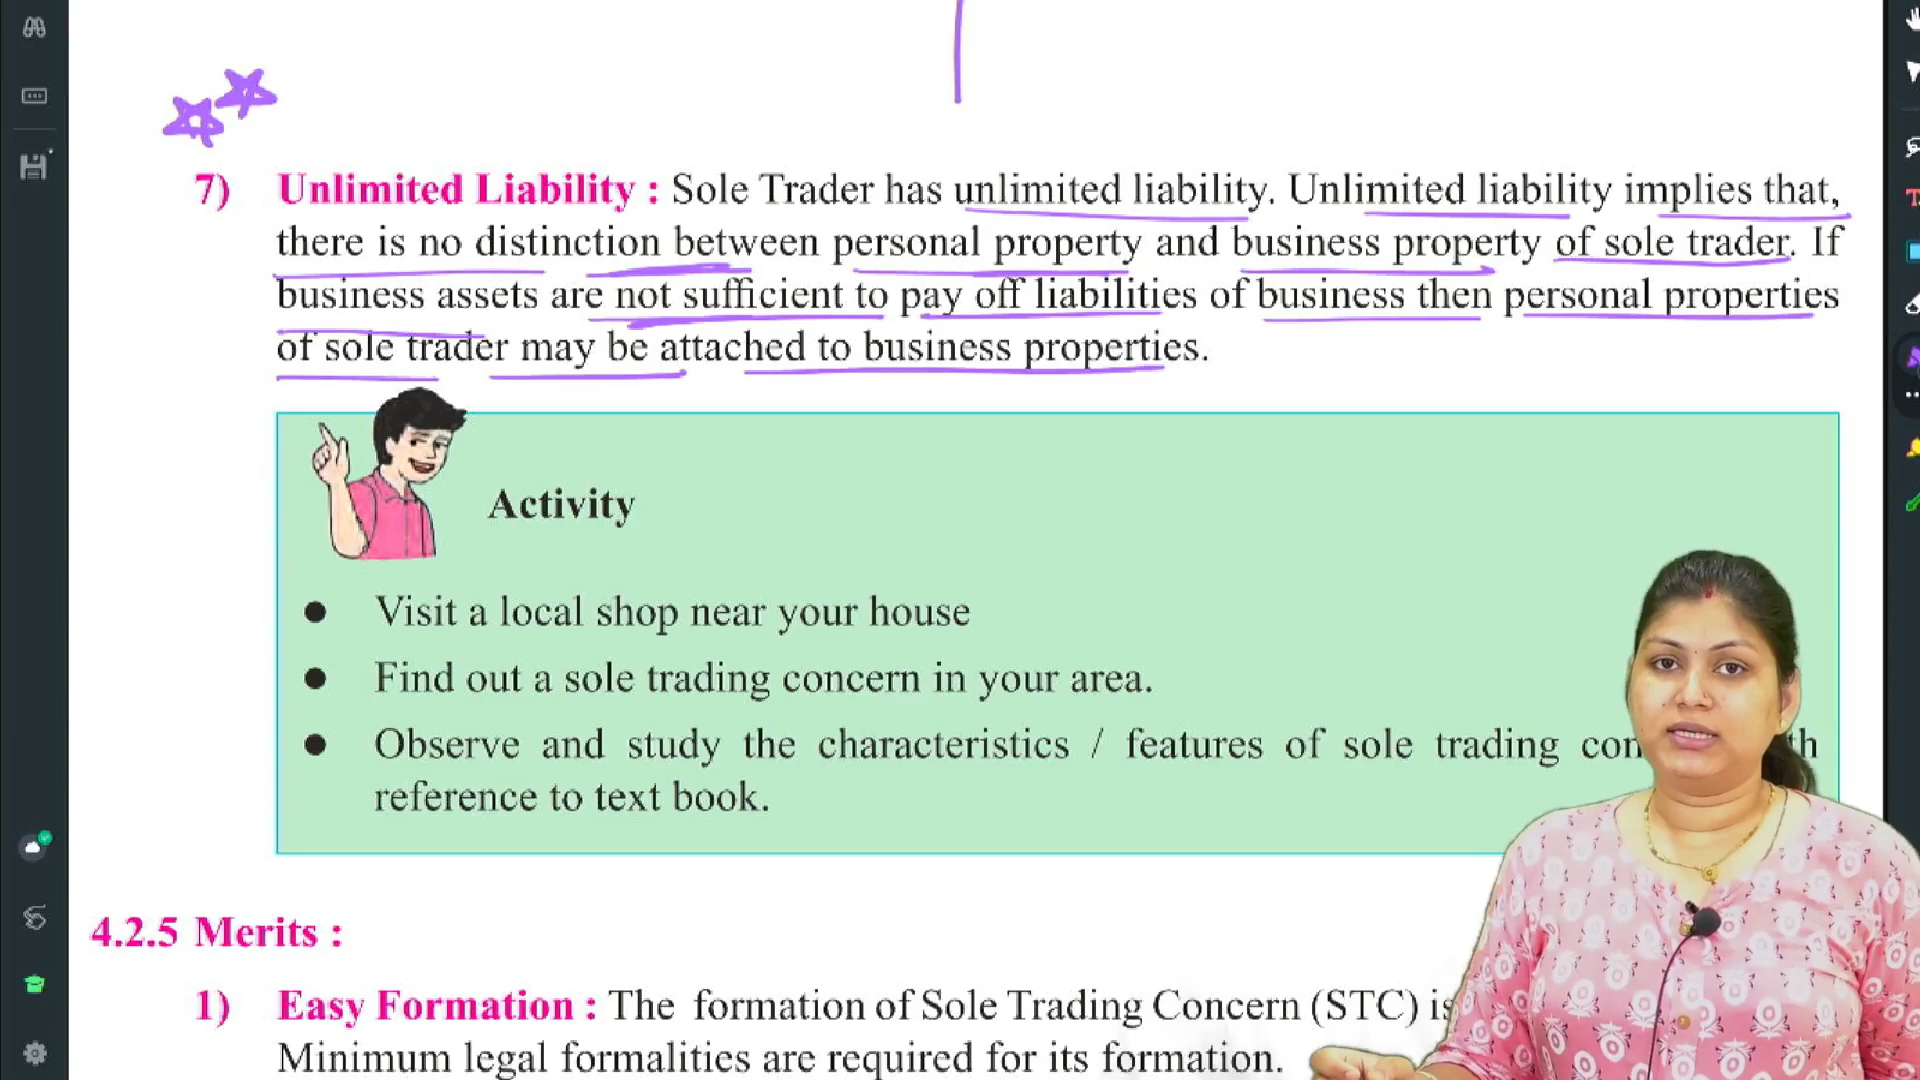 7) Unlimited Liability : Sole Trader has unlimited liability. Unlimited liability implies that,
there is no distinction between personal property and business property of sole trader. If
business assets are not sufficient to pay off liabilities of business then personal properties
of sole trader may be attached to business properties.
Activity
● Visit a local shop near your house
● Find out a sole trading concern in your area.
● Observe and study the characteristics / features of sole trading
reference to text book.
4.2.5 Merits :
1) Easy Formation : The formation of Sole Trading Concern (STC) is
Minimum legal formalities are required for its formation.